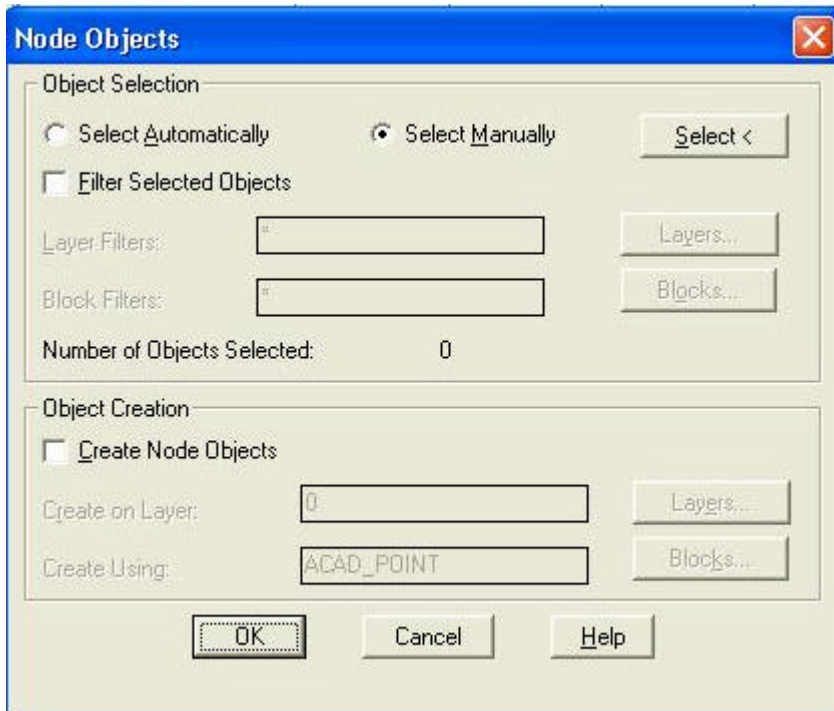 Node Objects
Object Selection
Select Automatically
Select Manually
Select <
Filter Selected Objects
Layer Filters:
*
Layers...
Block Filters:
*
Blocks...
Number of Objects Selected:
0
Object Creation
Create Node Objects
Create on Layer:
0
Layers...
Create Using:
ACAD_POINT
Blocks...
OK
Cancel
Help